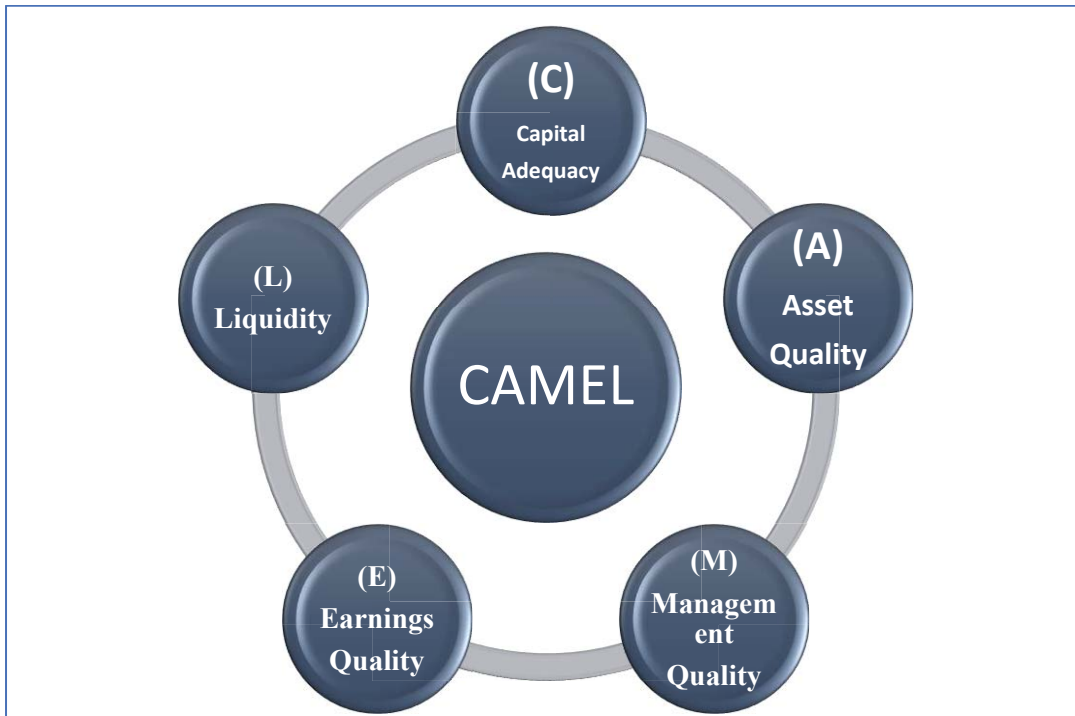 (C)
Capital
Adequacy
(A)
Asset
Quality
(M)
Managem
ent
Quality
(E)
Earnings
Quality
(L)
Liquidity
CAMEL